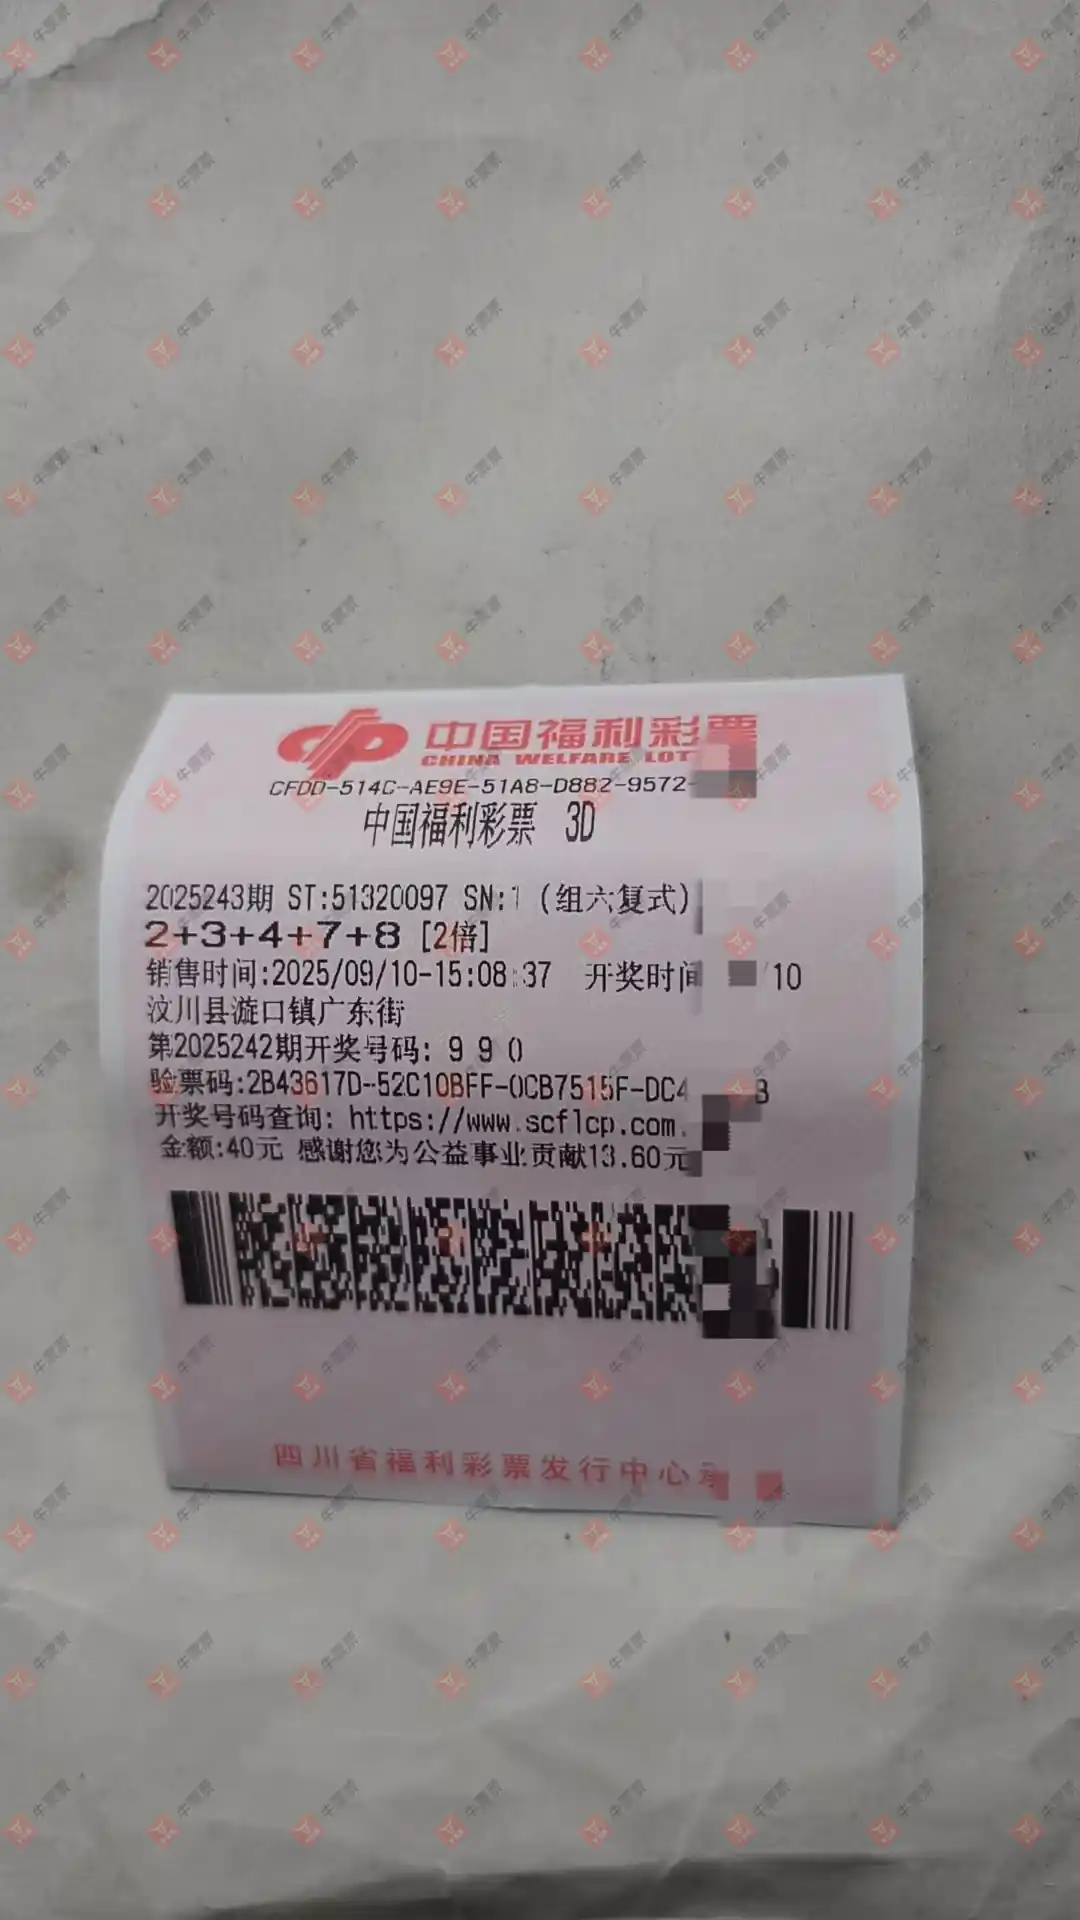 中国福利彩票
CHINA WELFARE LOT
CFDD-514C-AE9E-51A8-D882-9572-
中国福利彩票 3D
2025243期 ST:51320097 SN:1 (组六复式)
2+3+4+7+8 [2倍]
销售时间:2025/09/10-15:08:37 开奖时间 /10
汶川县漩口镇广东街
第2025242期开奖号码: 9 9 0
验票码:2B43617D-52C10BFF-0CB7515F-DC4 B
开奖号码查询: https://www.scflcp.com.
金额:40元 感谢您为公益事业贡献13.60元
四川省福利彩票发行中心承